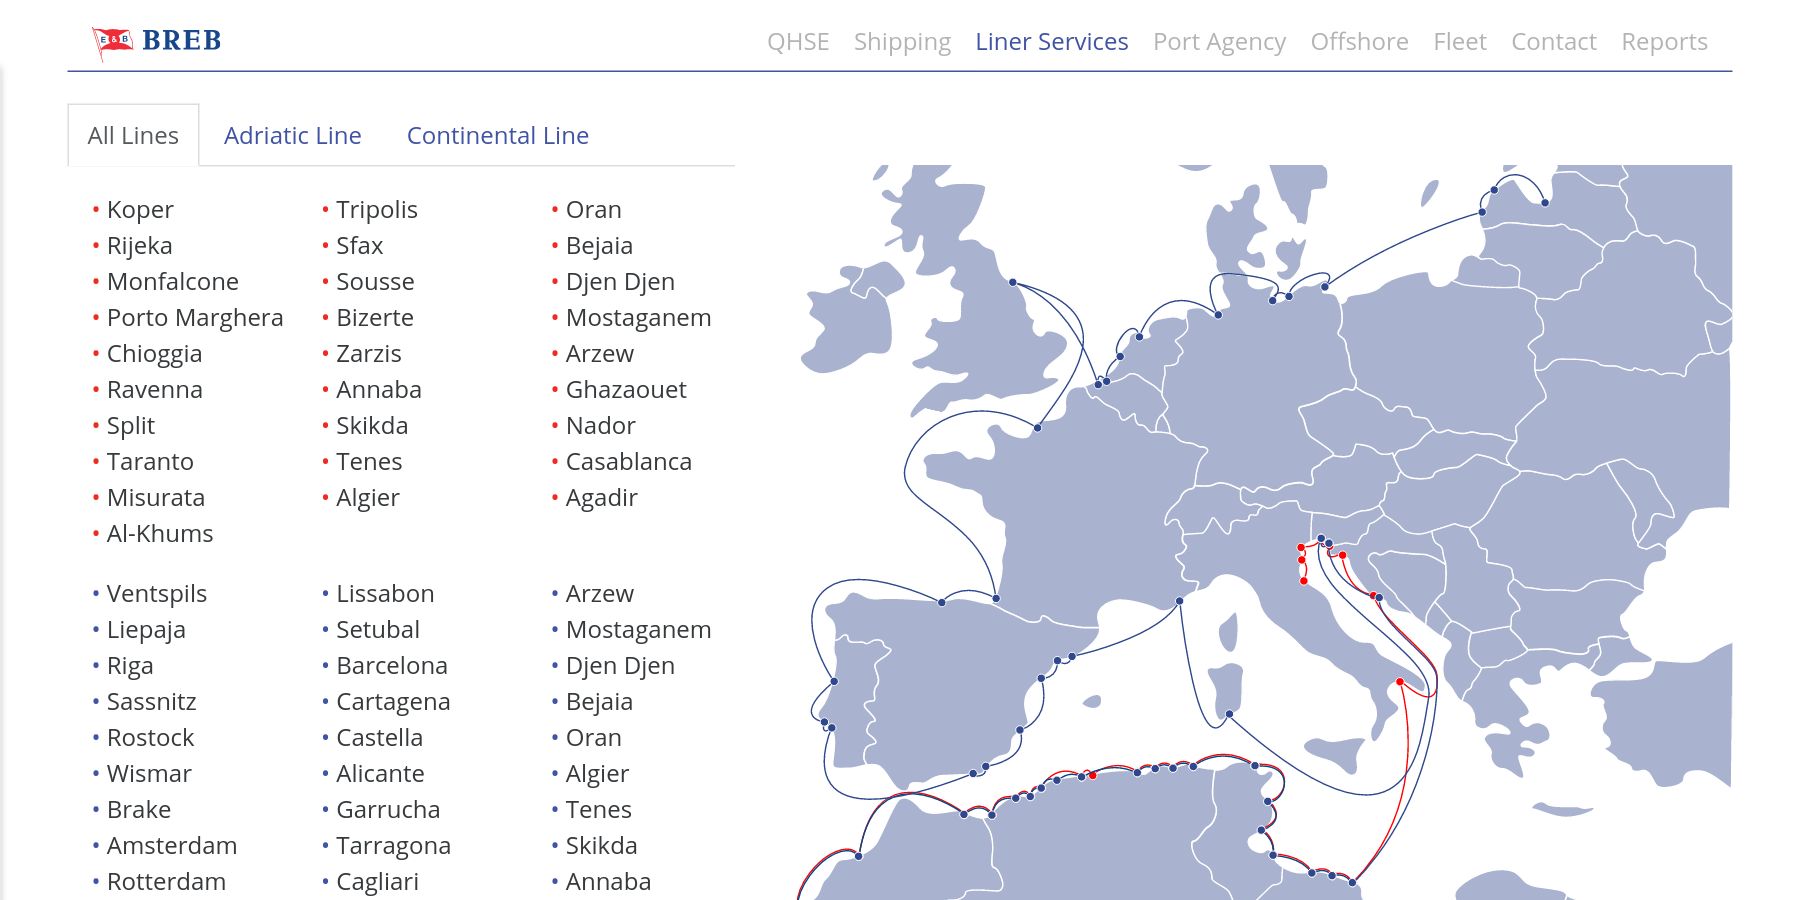 E & B BREB
QHSE Shipping Liner Services Port Agency Offshore Fleet Contact Reports
All Lines Adriatic Line Continental Line
• Koper
• Rijeka
• Monfalcone
• Porto Marghera
• Chioggia
• Ravenna
• Split
• Taranto
• Misurata
• Al-Khums
• Tripolis
• Sfax
• Sousse
• Bizerte
• Zarzis
• Annaba
• Skikda
• Tenes
• Algier
• Oran
• Bejaia
• Djen Djen
• Mostaganem
• Arzew
• Ghazaouet
• Nador
• Casablanca
• Agadir
• Ventspils
• Liepaja
• Riga
• Sassnitz
• Rostock
• Wismar
• Brake
• Amsterdam
• Rotterdam
• Lissabon
• Setubal
• Barcelona
• Cartagena
• Castella
• Alicante
• Garrucha
• Tarragona
• Cagliari
• Arzew
• Mostaganem
• Djen Djen
• Bejaia
• Oran
• Algier
• Tenes
• Skikda
• Annaba